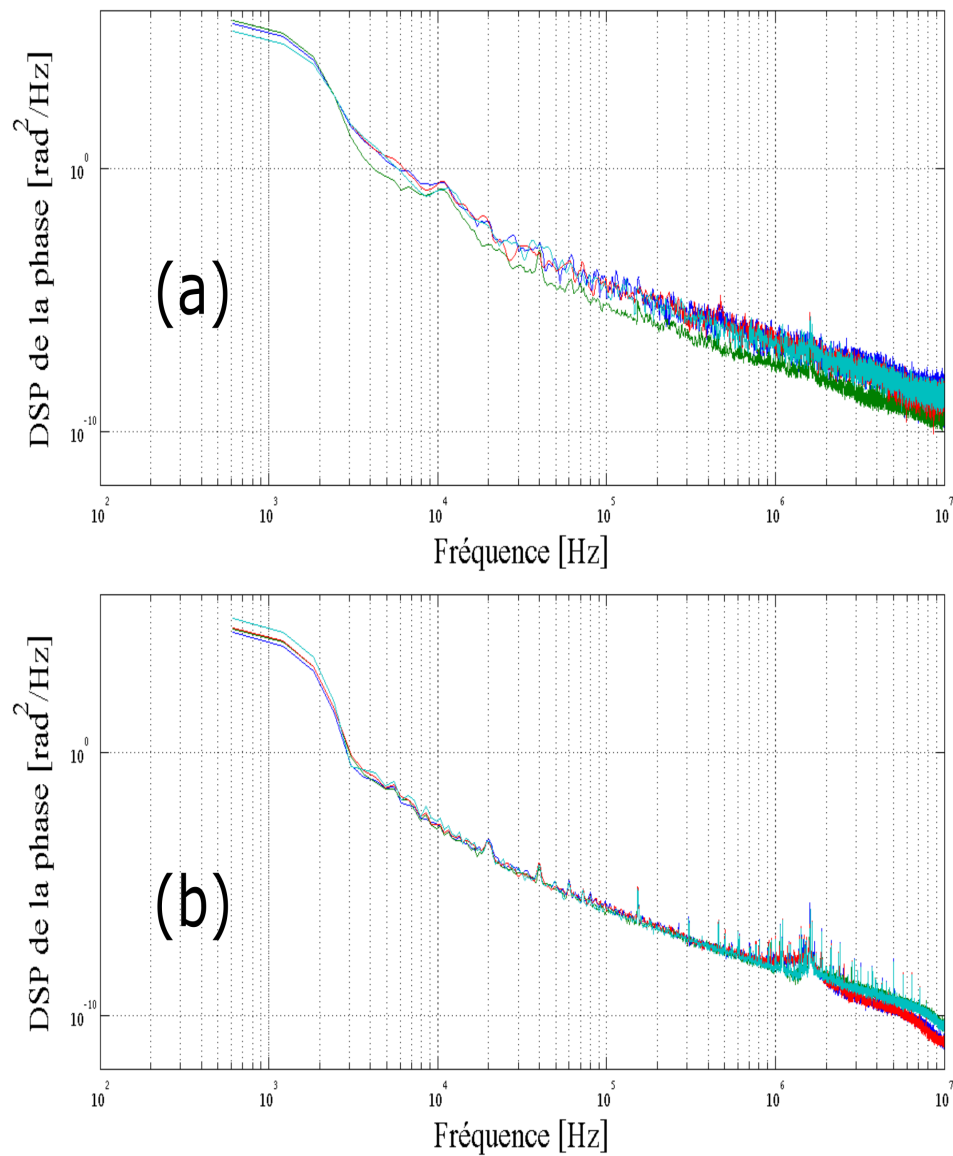 DSP de la phase [rad²/Hz]
10⁰
10⁻¹⁰
(a)
10² 10³ 10⁴ 10⁵ 10⁶ 10⁷
Fréquence [Hz]
DSP de la phase [rad²/Hz]
10⁰
10⁻¹⁰
(b)
10² 10³ 10⁴ 10⁵ 10⁶ 10⁷
Fréquence [Hz]